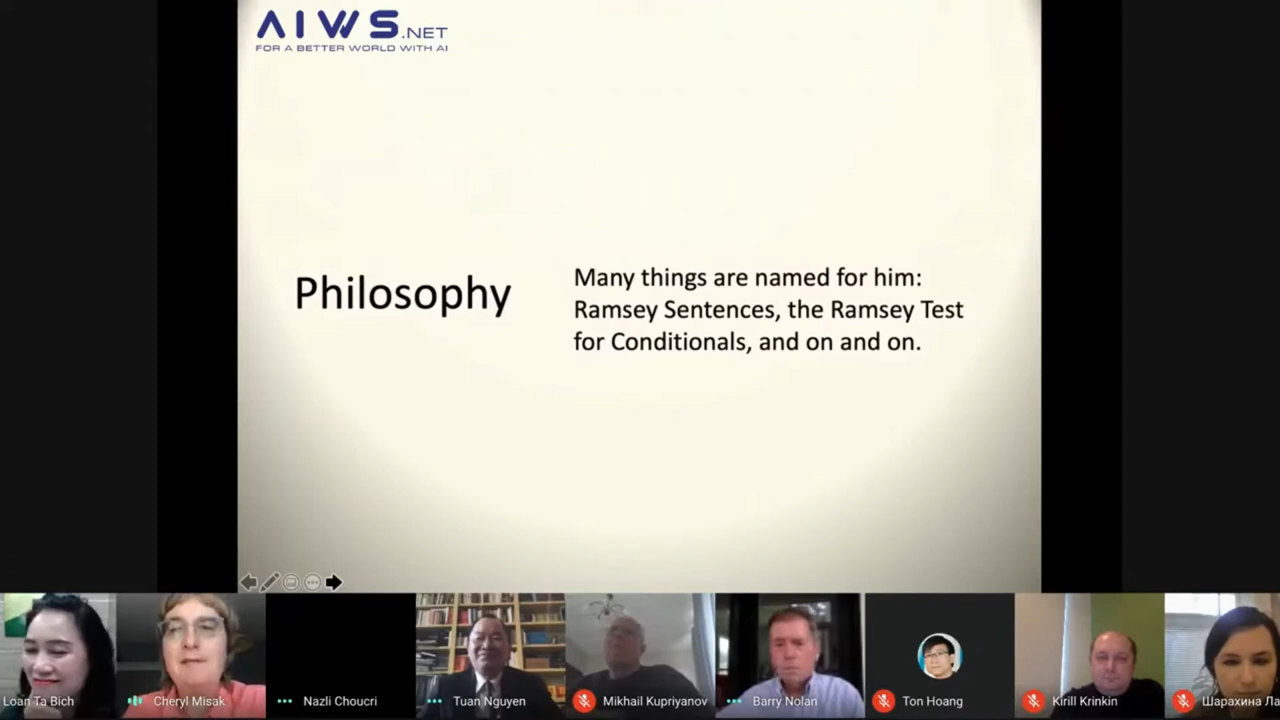 AIWS.NET
FOR A BETTER WORLD WITH AI
Philosophy
Many things are named for him:
Ramsey Sentences, the Ramsey Test
for Conditionals, and on and on.
Loan Ta Bich
Cheryl Misak
Nazli Choucri
Tuan Nguyen
Mikhail Kupriyanov
Barry Nolan
Ton Hoang
Kirill Krinkin
Шарахина Ла